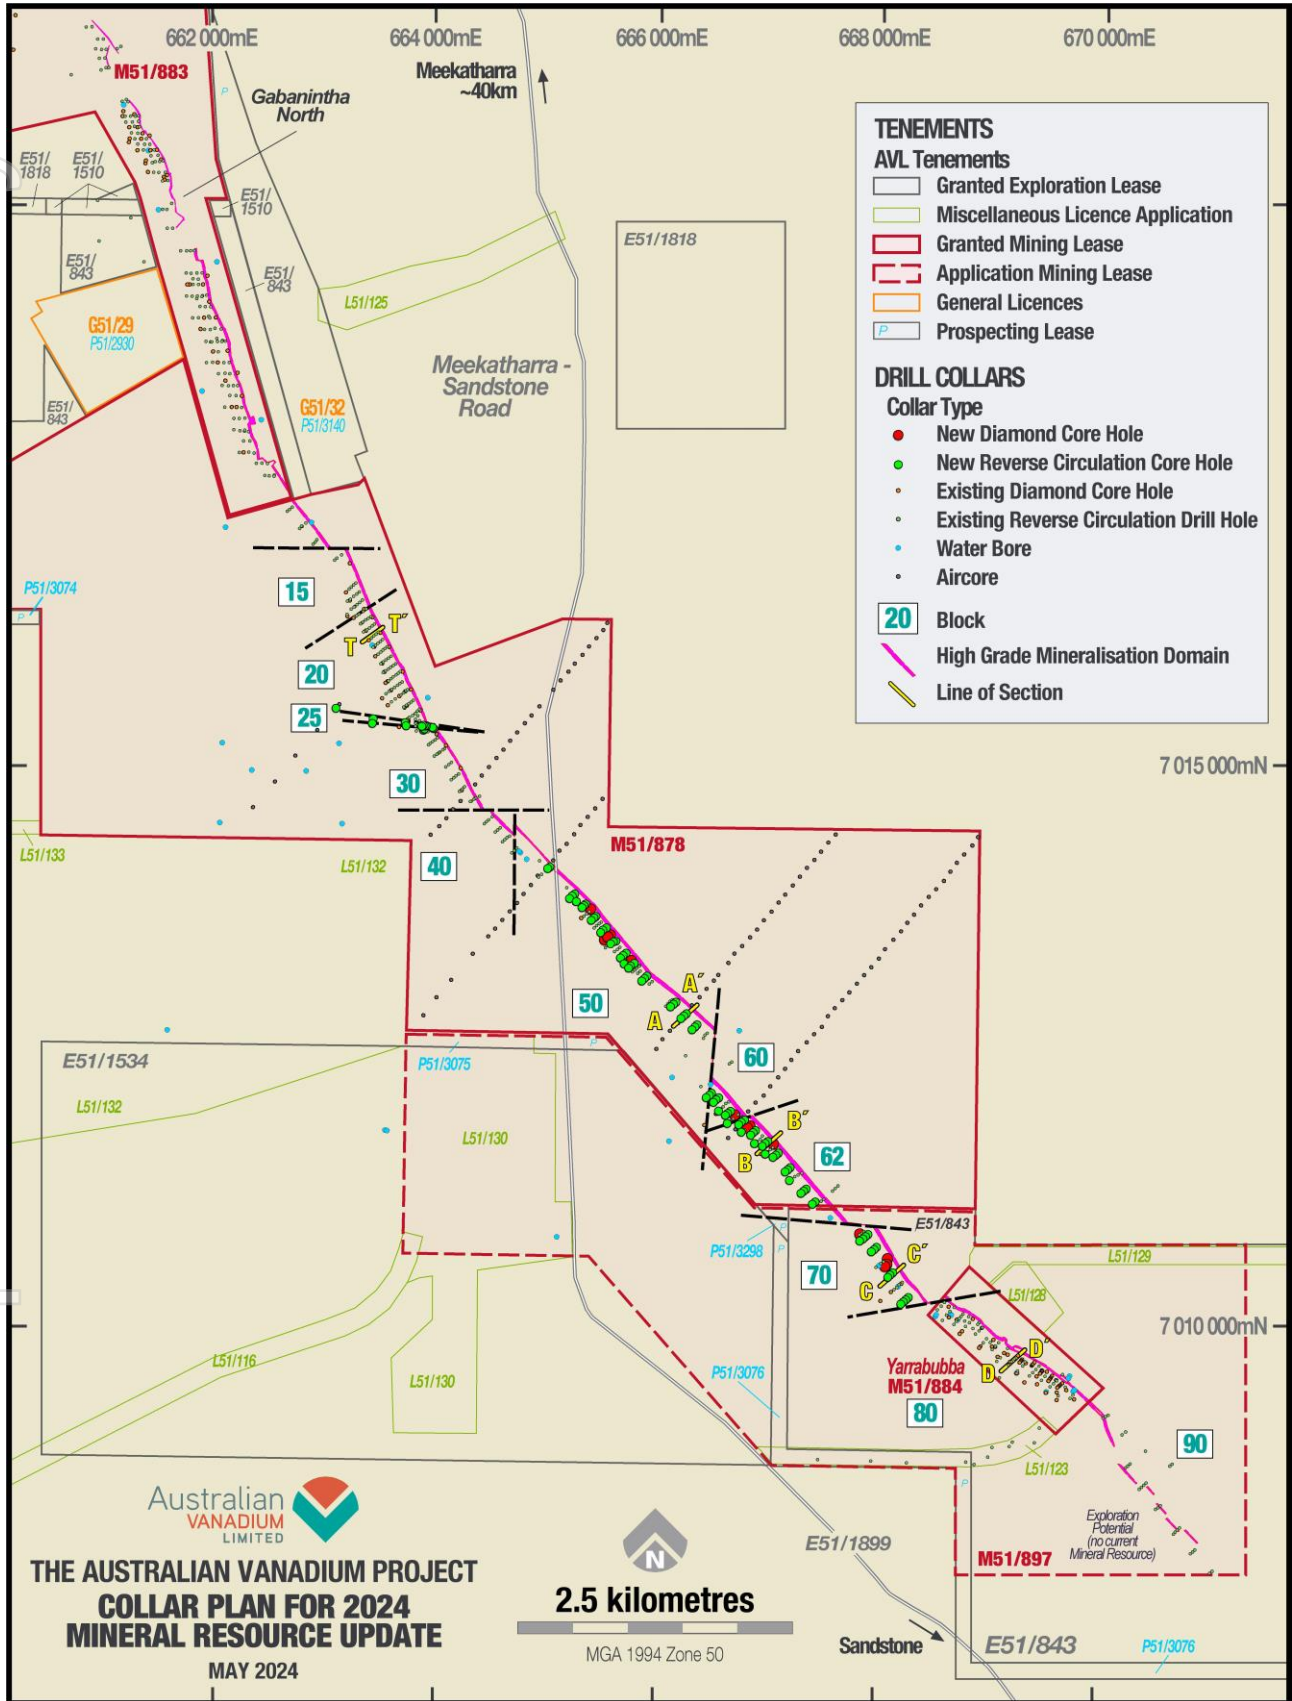 662 000mE
664 000mE
666 000mE
668 000mE
670 000mE
M51/883
Meekatharra
~40km
Gabanintha
North
P
E51/
1818
E51/
1510
E51/
1510
E51/
843
E51/
843
G51/29
P51/2930
E51/
843
L51/125
E51/1818
Meekatharra -
Sandstone
Road
G51/32
P51/3140
TENEMENTS
AVL Tenements
Granted Exploration Lease
Miscellaneous Licence Application
Granted Mining Lease
Application Mining Lease
General Licences
P Prospecting Lease
DRILL COLLARS
Collar Type
New Diamond Core Hole
New Reverse Circulation Core Hole
Existing Diamond Core Hole
Existing Reverse Circulation Drill Hole
Water Bore
Aircore
20 Block
High Grade Mineralisation Domain
Line of Section
P51/3074
P
15
T T´
20
25
30
7 015 000mN
L51/133
L51/132
40
M51/878
50
A A´
60
E51/1534
P51/3075
P
L51/132
L51/130
B B´
62
E51/843
P51/3298
P
P
70
C C´
L51/129
L51/128
7 010 000mN
L51/116
L51/130
P51/3076
Yarrabubba
M51/884
D D´
80
90
L51/123
P
Exploration
Potential
(no current
Mineral Resource)
M51/897
E51/1899
Australian
VANADIUM
LIMITED
THE AUSTRALIAN VANADIUM PROJECT
COLLAR PLAN FOR 2024
MINERAL RESOURCE UPDATE
MAY 2024
N
2.5 kilometres
MGA 1994 Zone 50
Sandstone
E51/843
P51/3076